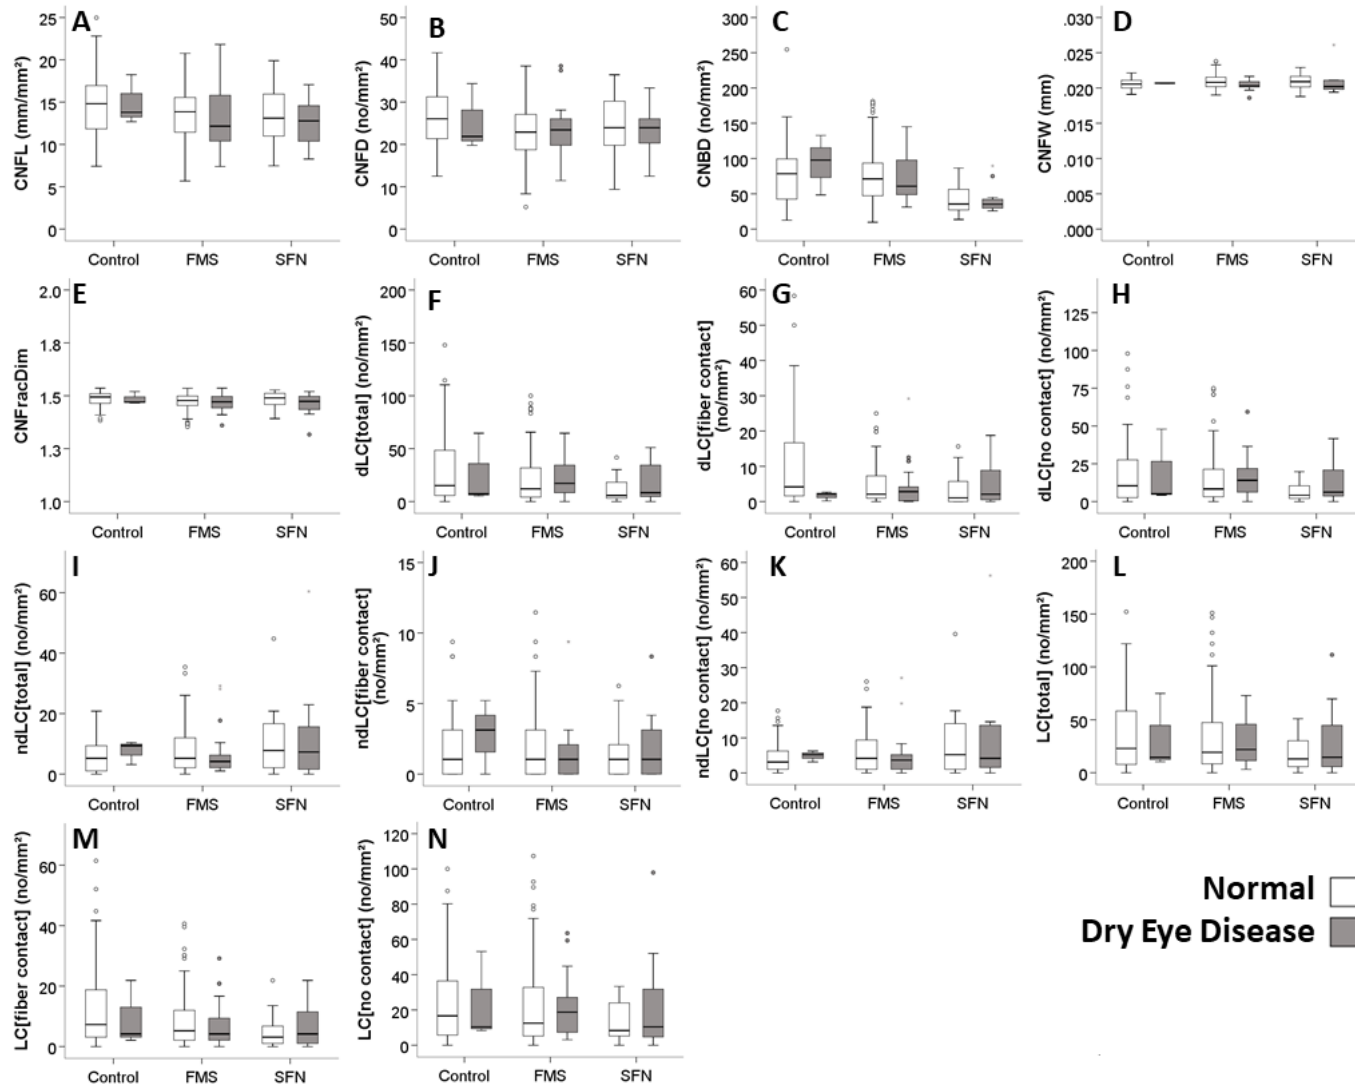 A
CNFL (mm/mm²)
25
20
15
10
5
0
Control FMS SFN
B
CNFD (no/mm²)
50
40
30
20
10
0
Control FMS SFN
C
CNBD (no/mm²)
300
250
200
150
100
50
0
Control FMS SFN
D
CNFW (mm)
.030
.025
.020
.015
.010
.005
.000
Control FMS SFN
E
CNFracDim
2.0
1.8
1.5
1.3
1.0
Control FMS SFN
F
dLC[total] (no/mm²)
200
150
100
50
0
Control FMS SFN
G
dLC[fiber contact]
(no/mm²)
60
50
40
30
20
10
0
Control FMS SFN
H
dLC[no contact] (no/mm²)
125
100
75
50
25
0
Control FMS SFN
I
ndLC[total] (no/mm²)
60
40
20
0
Control FMS SFN
J
ndLC[fiber contact]
(no/mm²)
15
10
5
0
Control FMS SFN
K
ndLC[no contact] (no/mm²)
60
50
40
30
20
10
0
Control FMS SFN
L
LC[total] (no/mm²)
200
150
100
50
0
Control FMS SFN
M
LC[fiber contact] (no/mm²)
60
40
20
0
Control FMS SFN
N
LC[no contact] (no/mm²)
120
100
80
60
40
20
0
Control FMS SFN
Normal
Dry Eye Disease